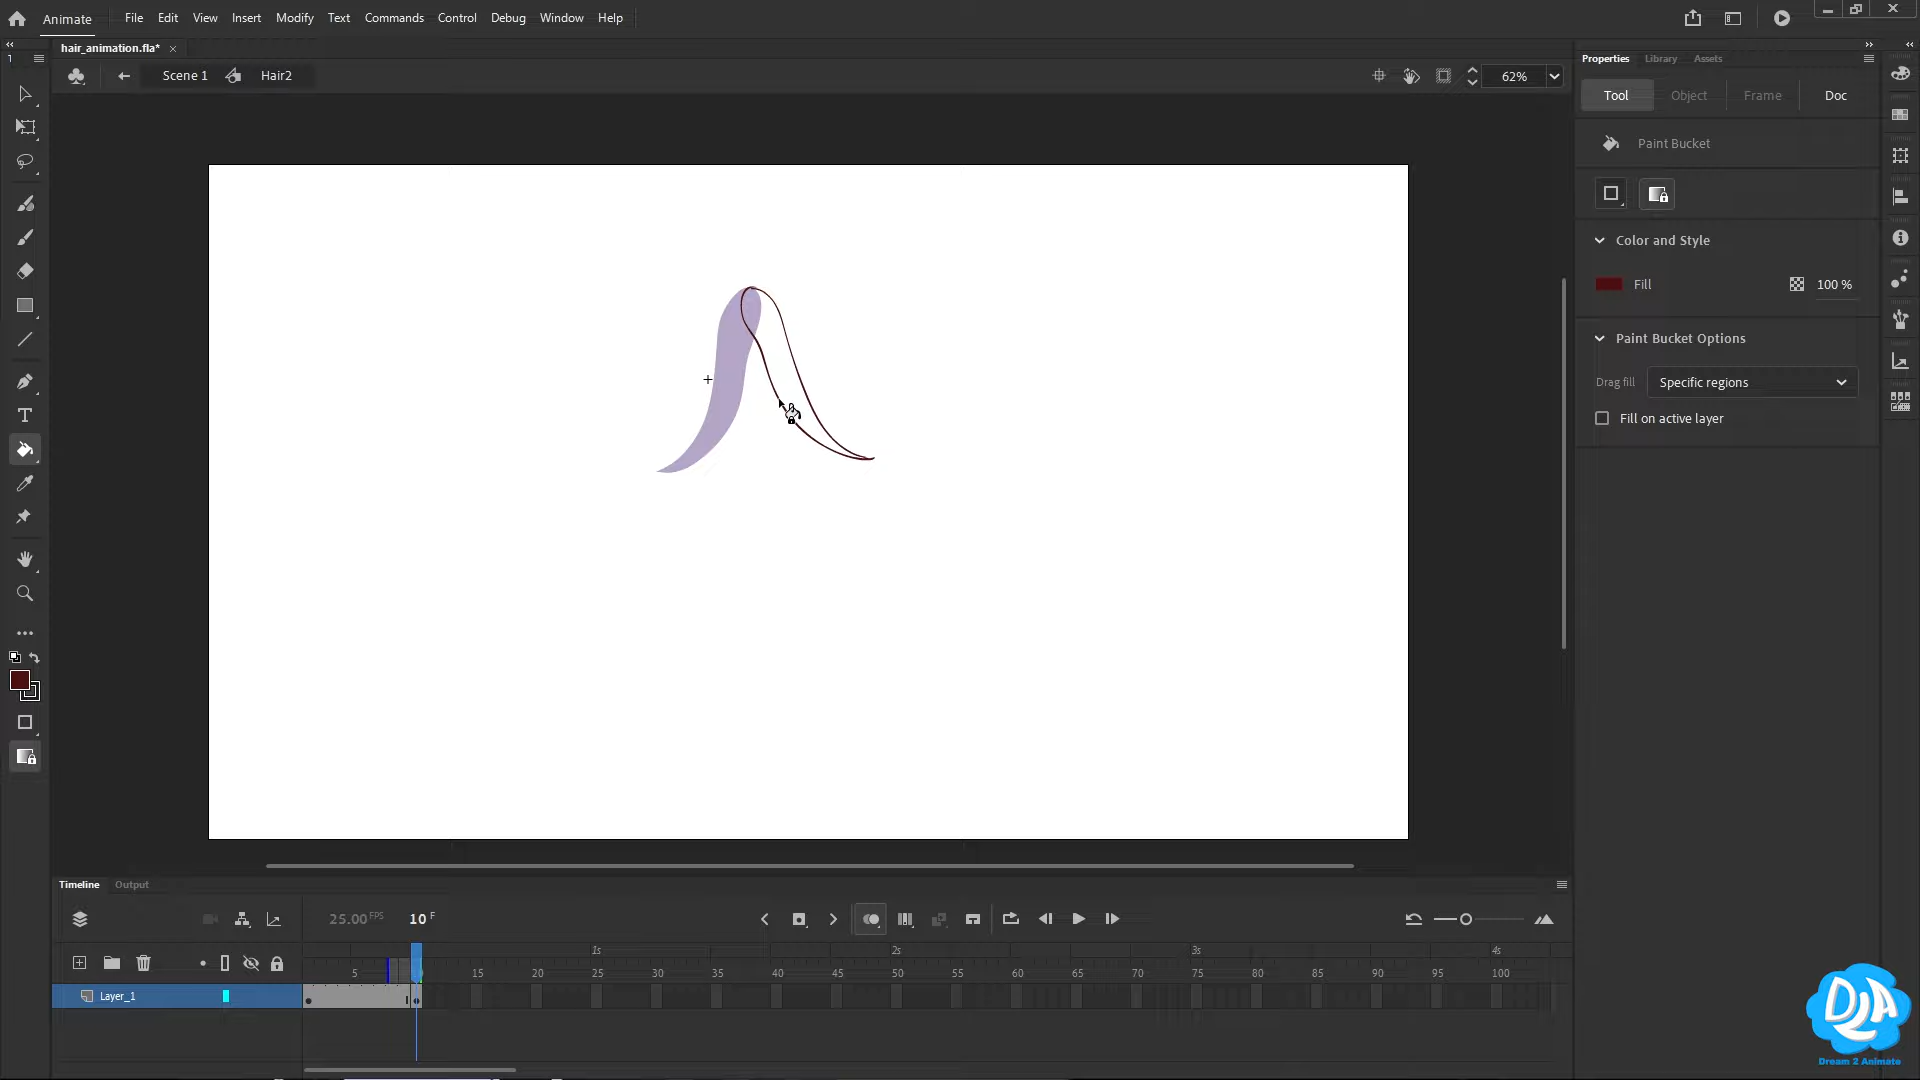 Animate File Edit View Insert Modify Text Commands Control Debug Window Help
hair_animation.fla*
Scene 1 Hair2 62%
Properties Library Assets
Tool Object Frame Doc
Paint Bucket
Color and Style
Fill 100 %
Paint Bucket Options
Drag fill Specific regions
Fill on active layer
T
Timeline Output
25.00 FPS 10 F
1s 2s 3s 4s
5 15 20 25 30 35 40 45 50 55 60 65 70 75 80 85 90 95 100
Layer_1
Dream 2 Animate